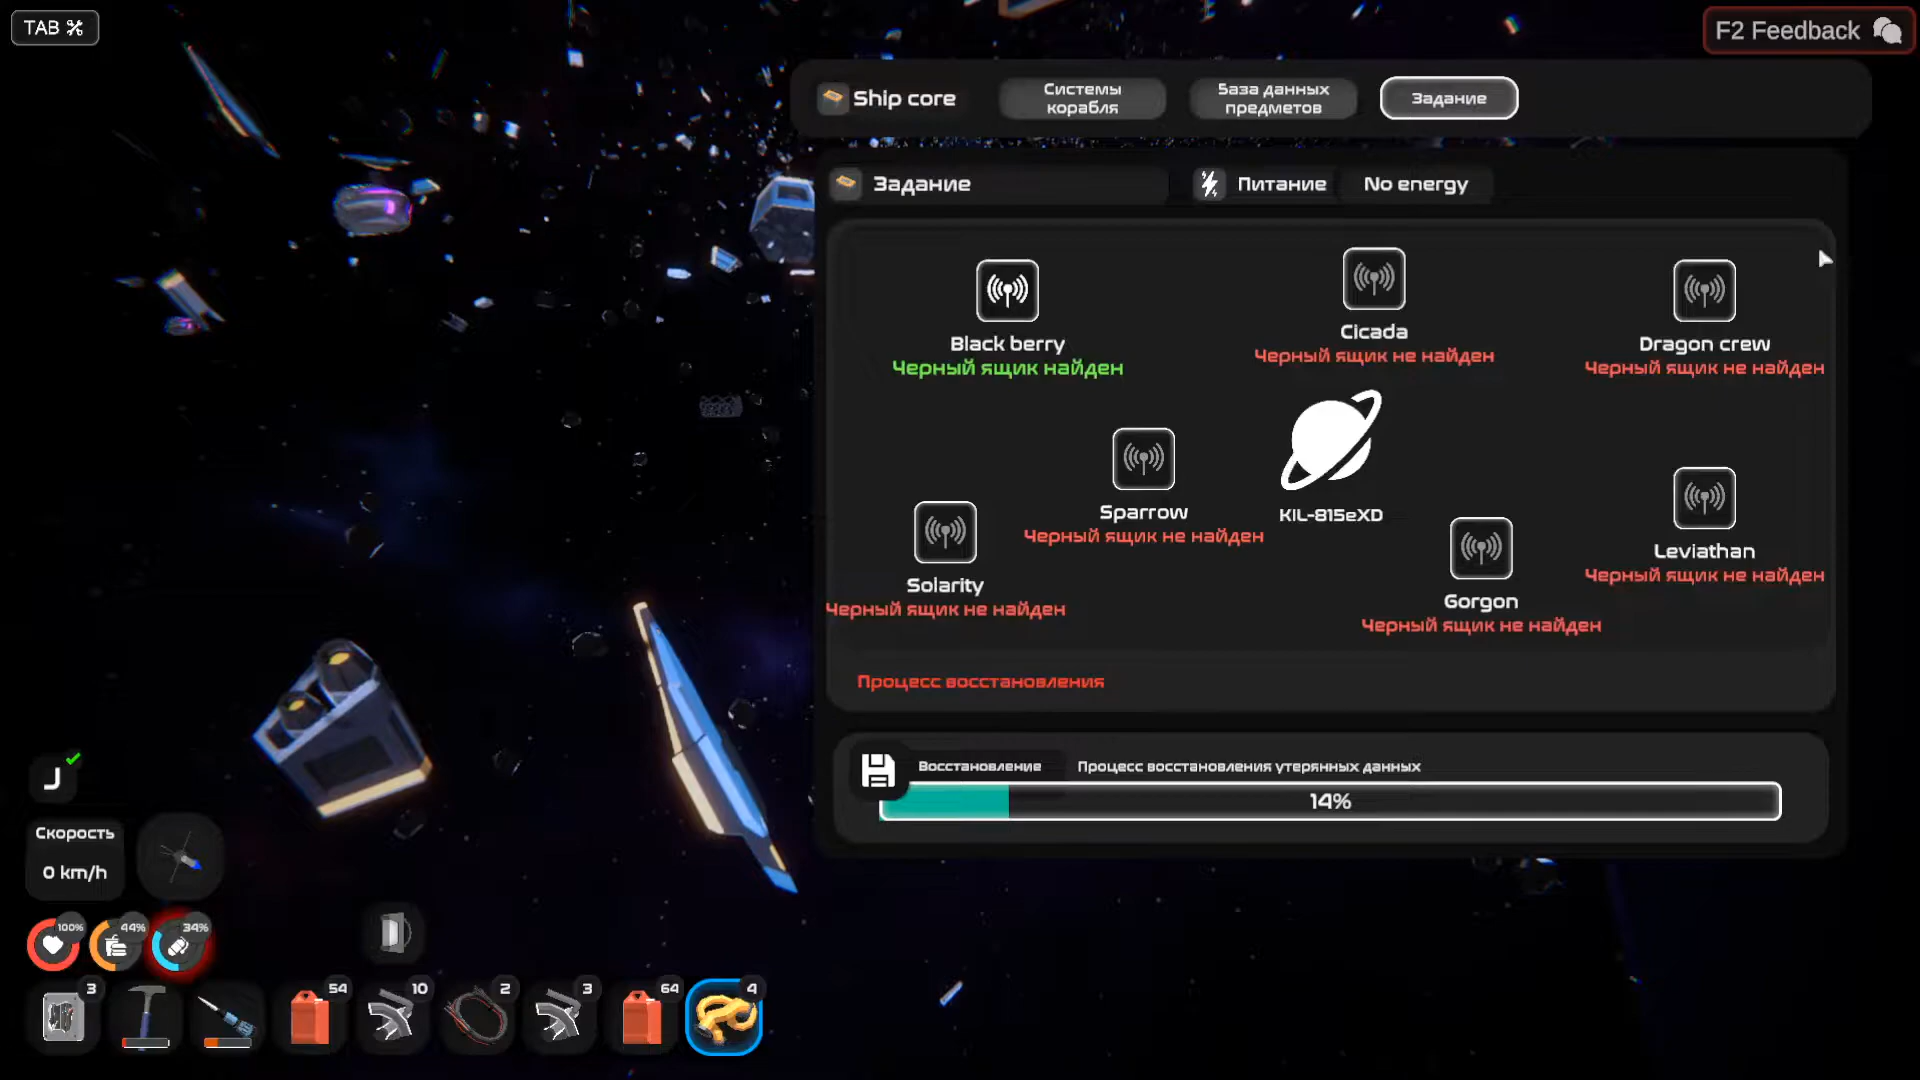 TAB
F2 Feedback
Ship core
Системы
корабля
База данных
предметов
Задание
Задание
Питание
No energy
Black berry
Черный ящик найден
Cicada
Черный ящик не найден
Dragon crew
Черный ящик не найден
Sparrow
Черный ящик не найден
KIL-815eXD
Solarity
Черный ящик не найден
Gorgon
Черный ящик не найден
Leviathan
Черный ящик не найден
Процесс восстановления
Восстановление
Процесс восстановления утерянных данных
14%
J
Скорость
0 km/h
100%
44%
34%
3
54
10
2
3
64
4